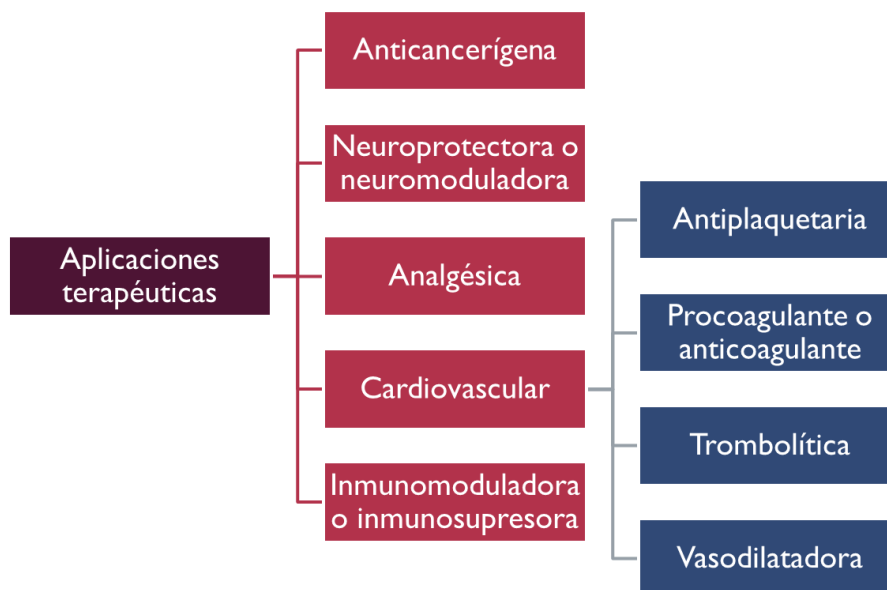 Aplicaciones
terapéuticas
Anticancerígena
Neuroprotectora o
neuromoduladora
Analgésica
Cardiovascular
Inmunomoduladora
o inmunosupresora
Antiplaquetaria
Procoagulante o
anticoagulante
Trombolítica
Vasodilatadora